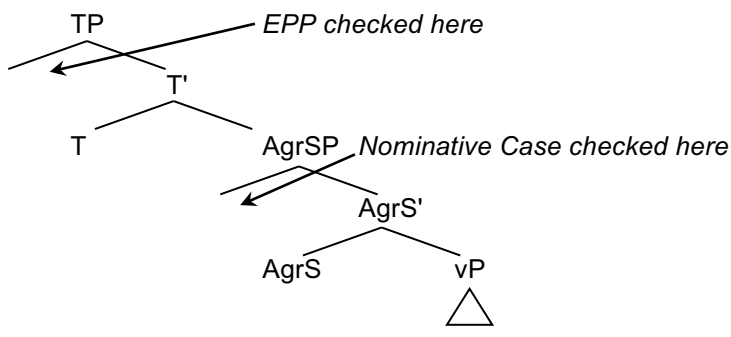 TP EPP checked here
T'
T AgrSP Nominative Case checked here
AgrS'
AgrS vP